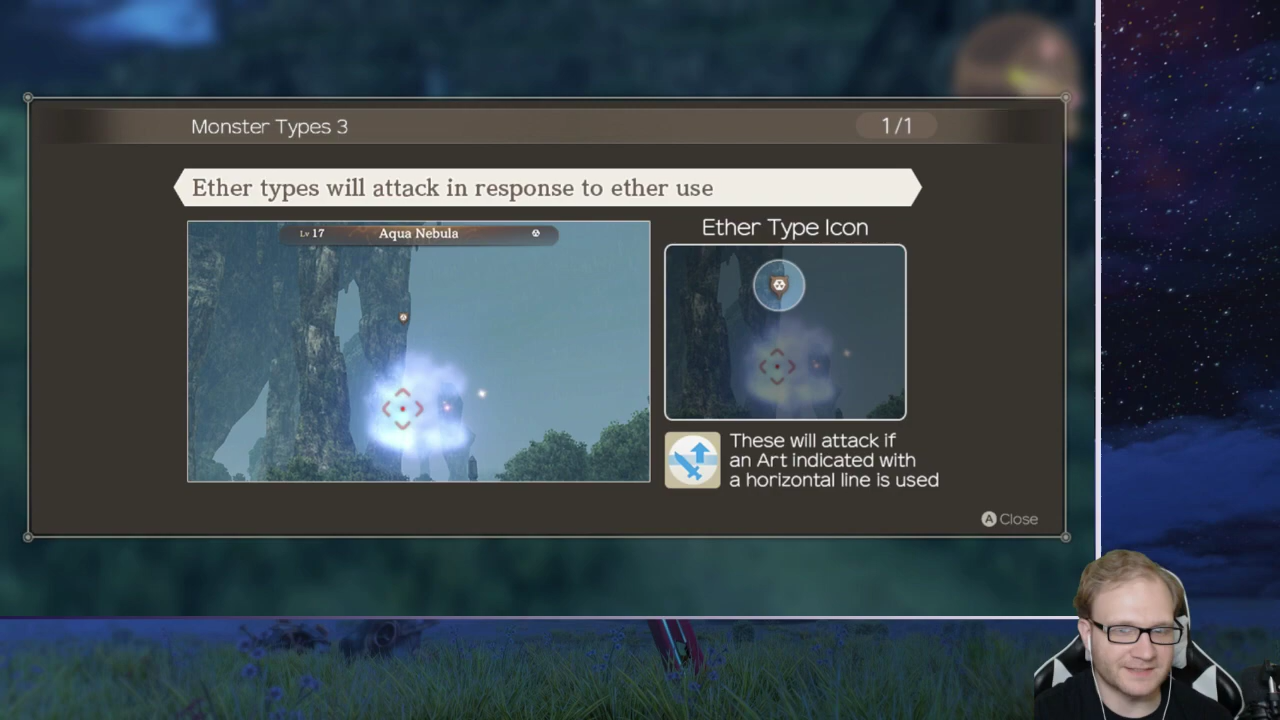 Monster Types 3
1/1
Ether types will attack in response to ether use
Lv 17 Aqua Nebula
Ether Type Icon
These will attack if
an Art indicated with
a horizontal line is used
A Close